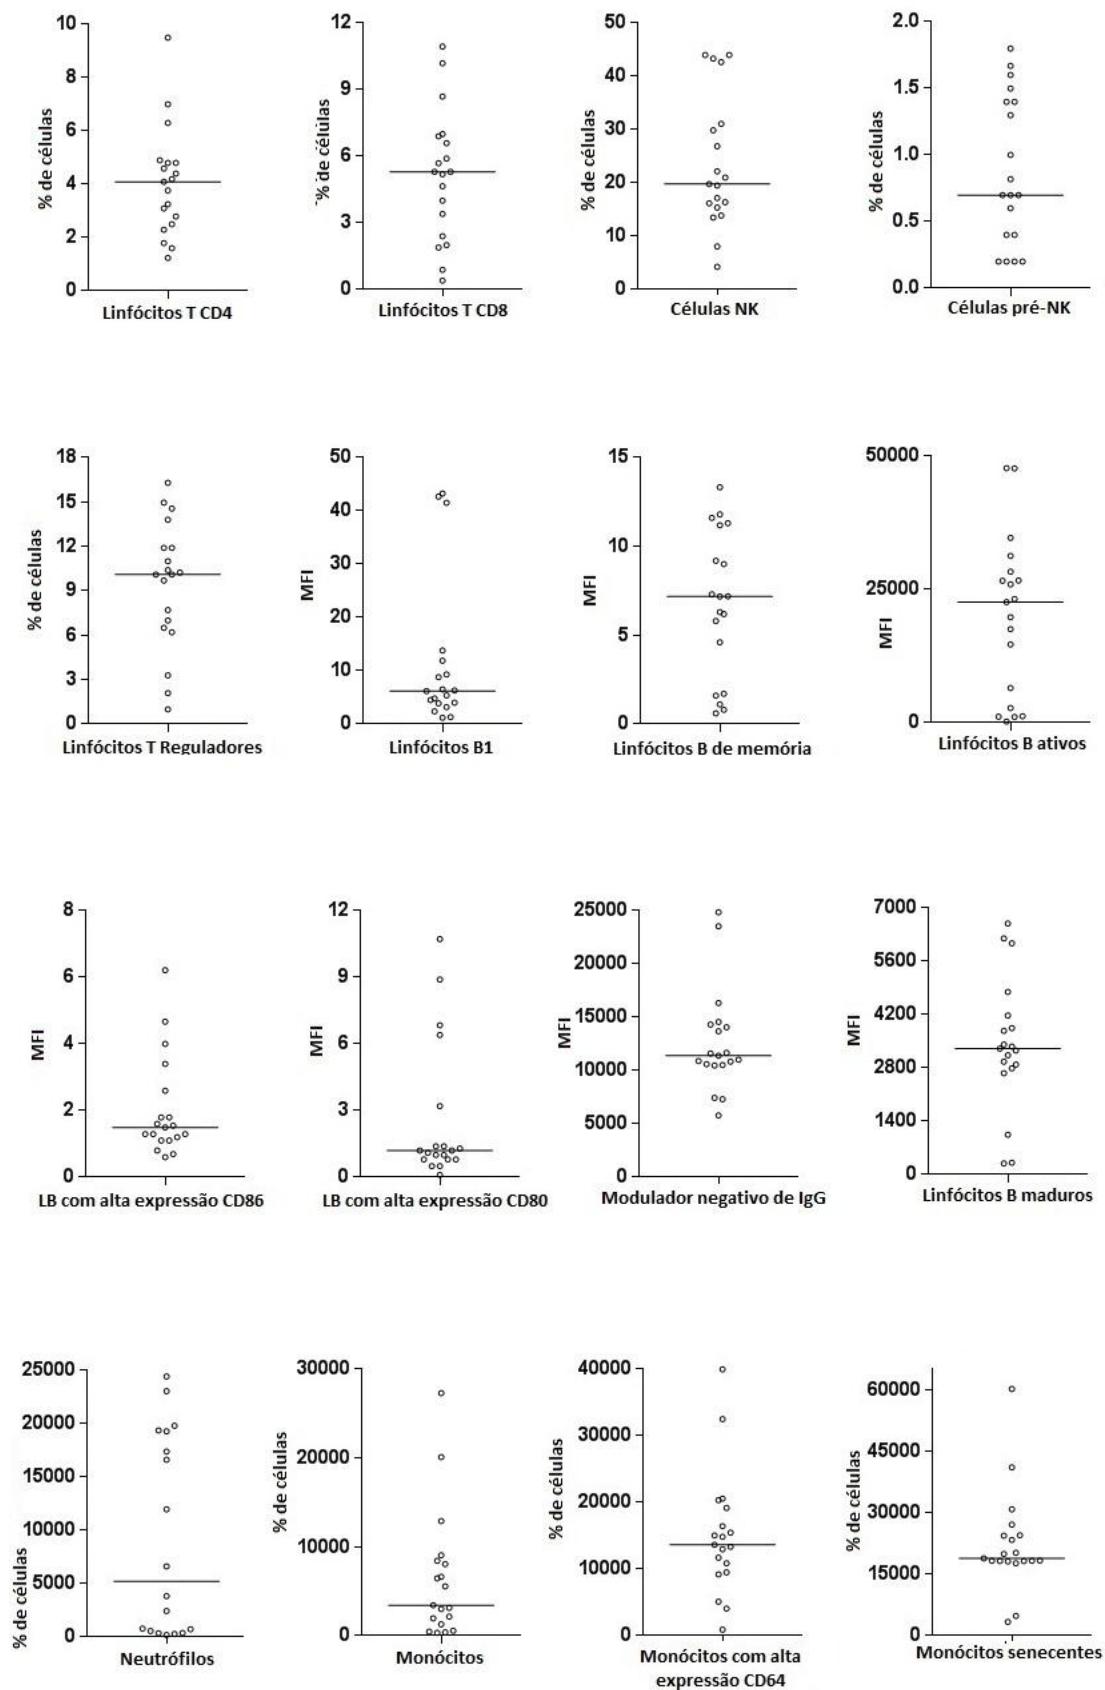 10
8
6
4
2
0
% de células
Linfócitos T CD4
12
9
6
3
0
% de células
Linfócitos T CD8
50
40
30
20
10
0
% de células
Células NK
2.0
1.5
1.0
0.5
0.0
% de células
Células pré-NK
18
15
12
9
6
3
0
% de células
Linfócitos T Reguladores
50
40
30
20
10
0
MFI
Linfócitos B1
15
10
5
0
MFI
Linfócitos B de memória
50000
25000
0
MFI
Linfócitos B ativos
8
6
4
2
0
MFI
LB com alta expressão CD86
12
9
6
3
0
MFI
LB com alta expressão CD80
25000
20000
15000
10000
5000
0
MFI
Modulador negativo de IgG
7000
5600
4200
2800
1400
0
MFI
Linfócitos B maduros
25000
20000
15000
10000
5000
0
% de células
Neutrófilos
30000
20000
10000
0
% de células
Monócitos
40000
30000
20000
10000
0
% de células
Monócitos com alta
expressão CD64
60000
45000
30000
15000
0
% de células
Monócitos senecentes